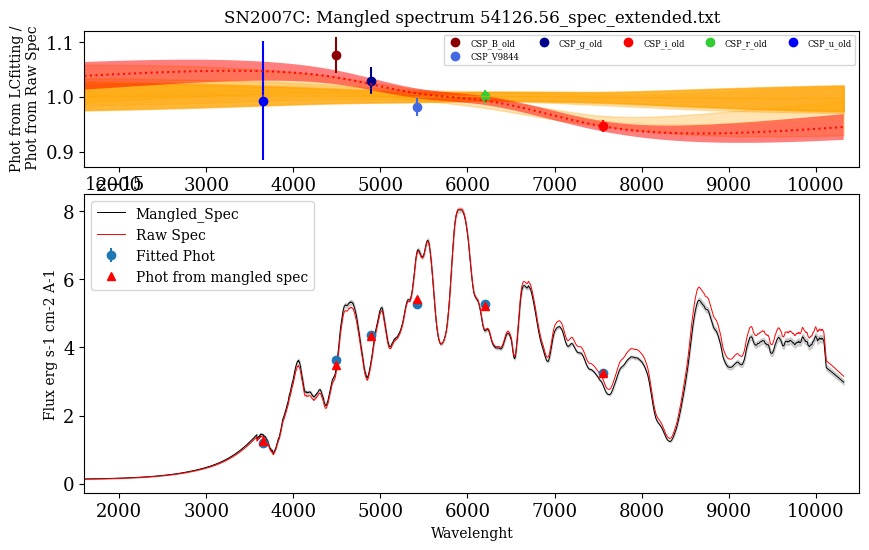 SN2007C: Mangled spectrum 54126.56_spec_extended.txt
Phot from LCfitting /
Phot from Raw Spec
1.1
1.0
0.9
CSP_B_old CSP_g_old CSP_i_old CSP_r_old CSP_u_old
CSP_V9844
2000 3000 4000 5000 6000 7000 8000 9000 10000
1e−15
Flux erg s-1 cm-2 A-1
8
6
4
2
0
Mangled_Spec
Raw Spec
Fitted Phot
Phot from mangled spec
2000 3000 4000 5000 6000 7000 8000 9000 10000
Wavelenght